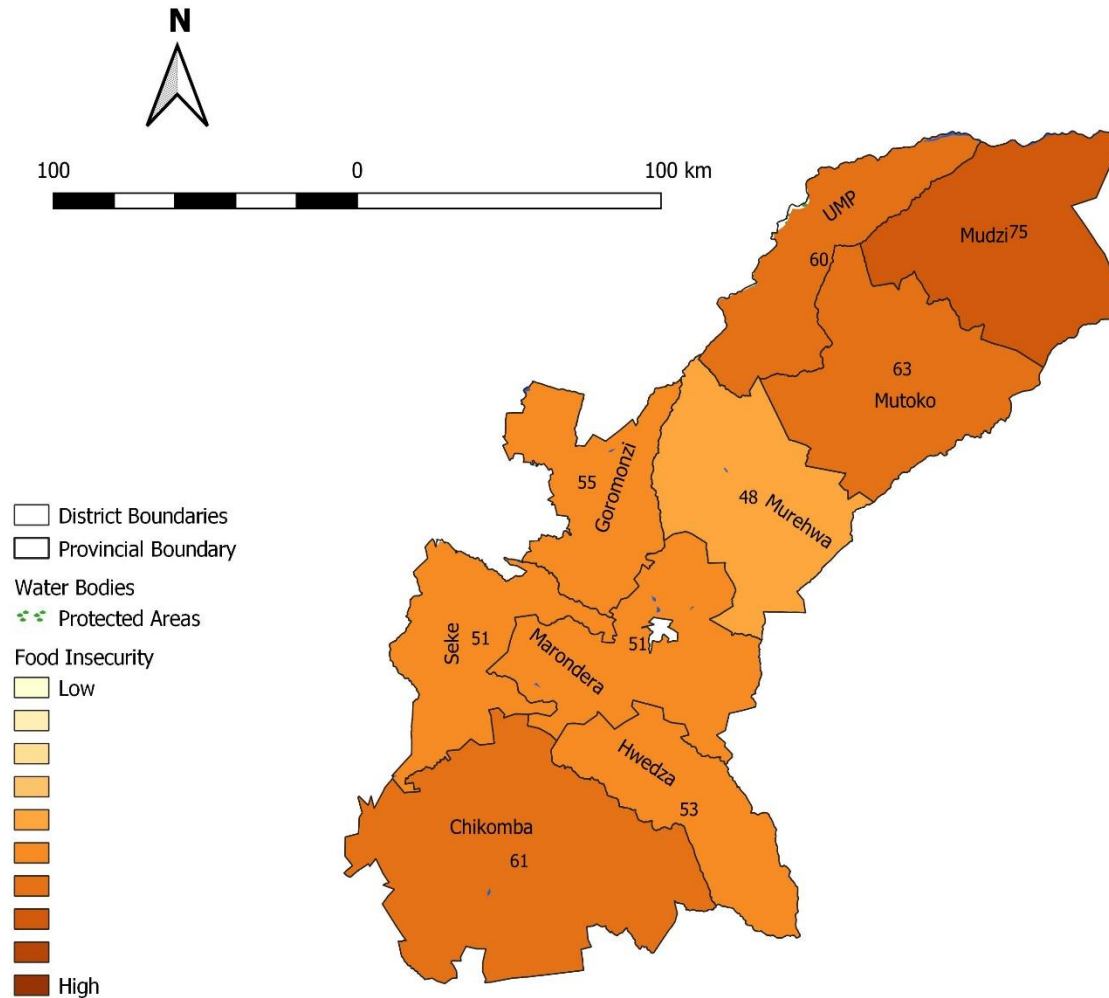 N
100 0 100 km
UMP
60
Mudzi 75
63
Mutoko
55
Goromonzi
48 Murehwa
Seke 51
Marondera
51
Hwedza
53
Chikomba
61
District Boundaries
Provincial Boundary
Water Bodies
Protected Areas
Food Insecurity
Low
High